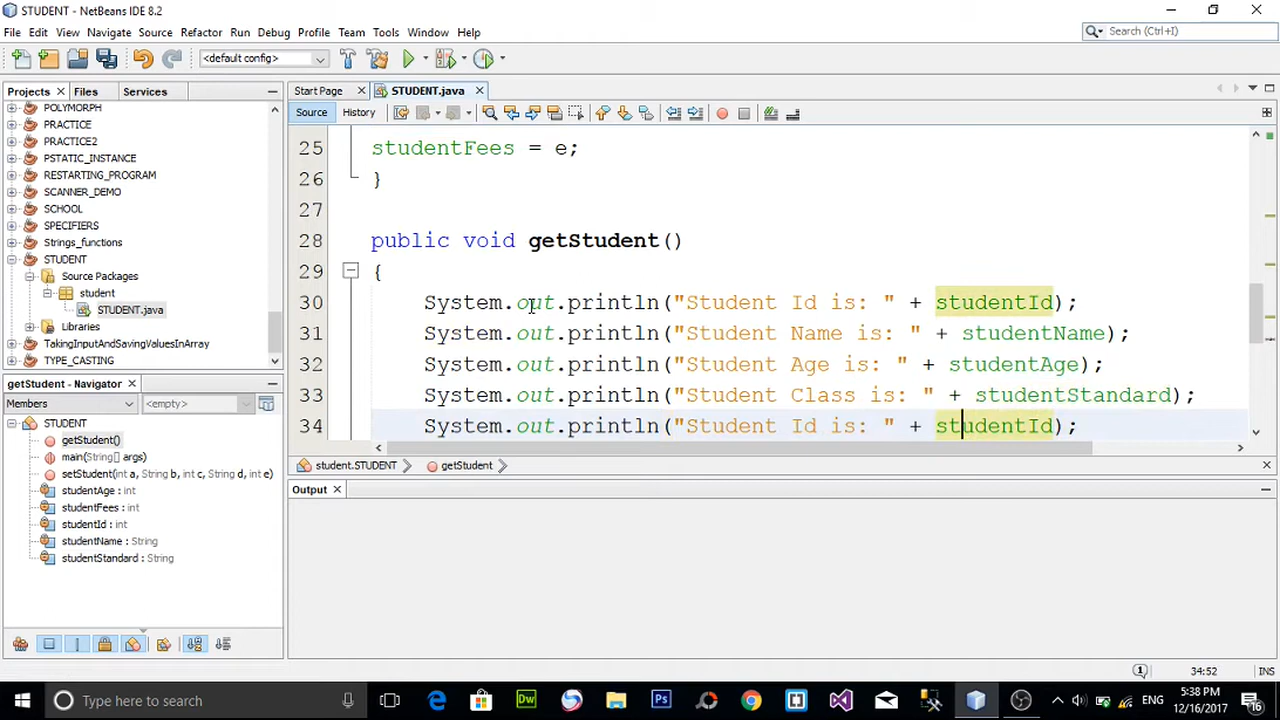 STUDENT - NetBeans IDE 8.2
File Edit View Navigate Source Refactor Run Debug Profile Team Tools Window Help
Search (Ctrl+I)
<default config>
Projects Files Services
Start Page STUDENT.java
Source History
POLYMORPH
PRACTICE
PRACTICE2
PSTATIC_INSTANCE
RESTARTING_PROGRAM
SCANNER_DEMO
SCHOOL
SPECIFIERS
Strings_functions
STUDENT
Source Packages
student
STUDENT.java
Libraries
TakingInputAndSavingValuesInArray
TYPE_CASTING
25 studentFees = e;
26 }
27
28 public void getStudent()
29 {
30 System.out.println("Student Id is: " + studentId);
31 System.out.println("Student Name is: " + studentName);
32 System.out.println("Student Age is: " + studentAge);
33 System.out.println("Student Class is: " + studentStandard);
34 System.out.println("Student Id is: " + studentId);
student.STUDENT getStudent
getStudent - Navigator
Members <empty>
STUDENT
getStudent()
main(String[] args)
setStudent(int a, String b, int c, String d, int e)
studentAge : int
studentFees : int
studentId : int
studentName : String
studentStandard : String
Output
34:52 INS
Type here to search
Dw
Ps
ENG
5:38 PM
12/16/2017
16